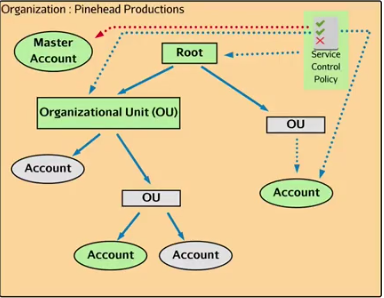 Organization : Pinehead Productions
Master
Account
Root
Service
Control
Policy
Organizational Unit (OU)
OU
Account
OU
Account
Account
Account